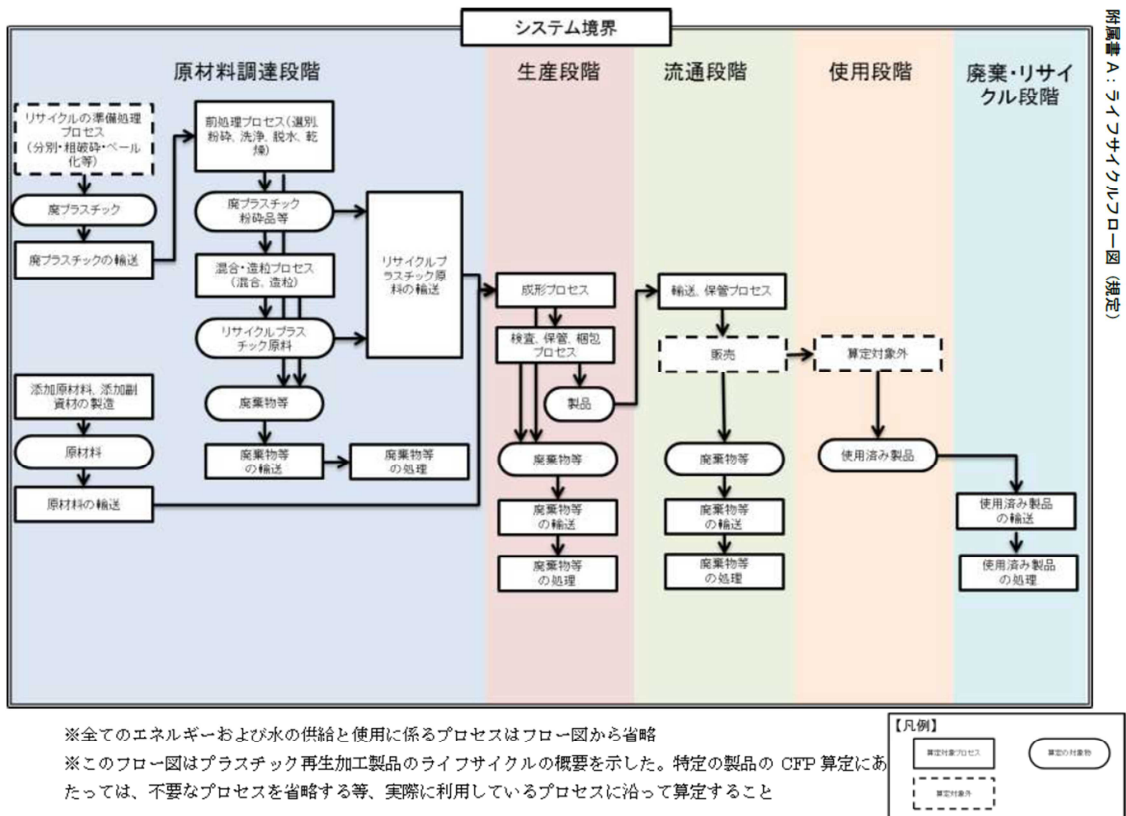 附属書 A：ライフサイクルフロー図（規定）
システム境界
原材料調達段階
生産段階
流通段階
使用段階
廃棄・リサイ
クル段階
リサイクルの準備処理
プロセス
（分別・粗破砕・ベール
化等）
廃プラスチック
廃プラスチックの輸送
前処理プロセス（選別、
粉砕、洗浄、脱水、乾
燥）
廃プラスチック
粉砕品等
混合・造粒プロセス
（混合、造粒）
リサイクルプラス
チック原料
リサイクルプ
ラスチック原
料の輸送
添加原材料、添加副
資材の製造
原材料
原材料の輸送
廃棄物等
廃棄物等
の輸送
廃棄物等
の処理
成形プロセス
検査、保管、梱包
プロセス
製品
廃棄物等
廃棄物等
の輸送
廃棄物等
の処理
輸送、保管プロセス
販売
廃棄物等
廃棄物等
の輸送
廃棄物等
の処理
算定対象外
使用済み製品
使用済み製品
の輸送
使用済み製品
の処理
※全てのエネルギーおよび水の供給と使用に係るプロセスはフロー図から省略
※このフロー図はプラスチック再生加工製品のライフサイクルの概要を示した。特定の製品の CFP 算定にあ
たっては、不要なプロセスを省略する等、実際に利用しているプロセスに沿って算定すること
【凡例】
算定対象プロセス
算定の対象物
算定対象外